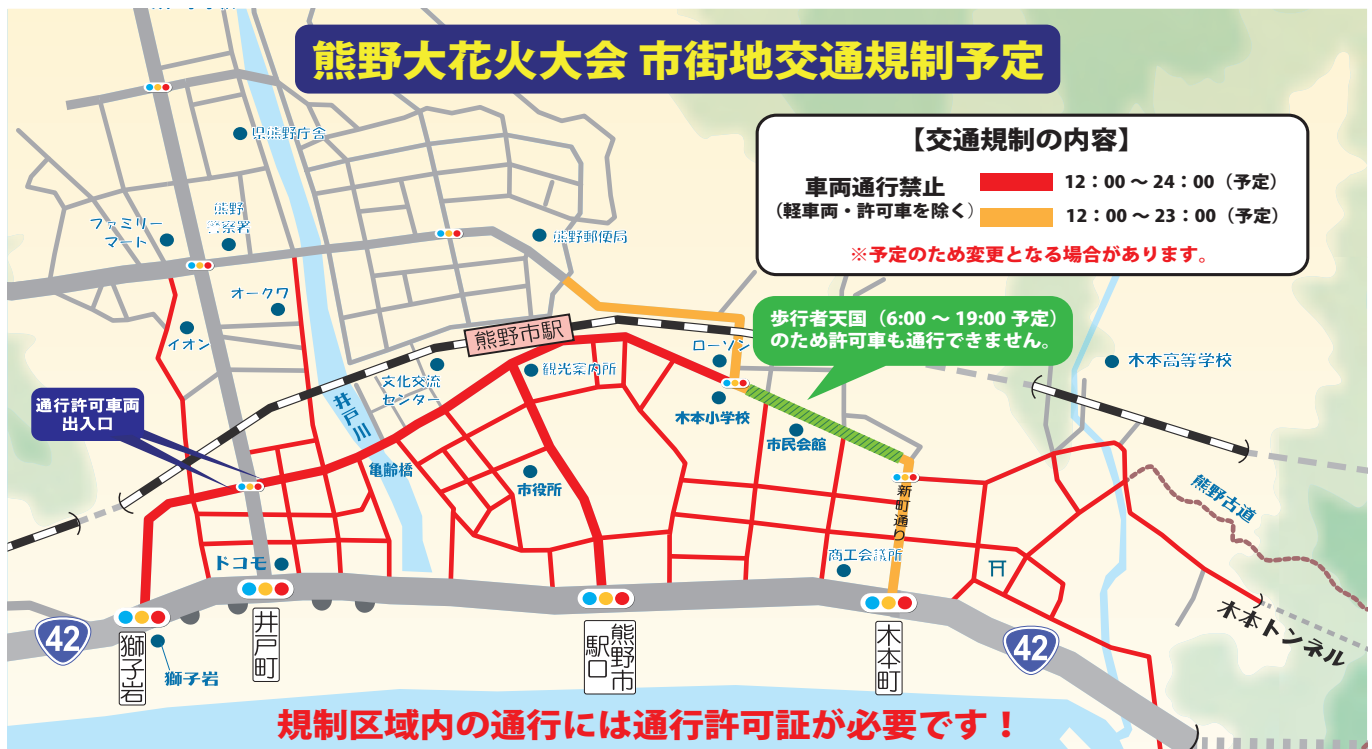 熊野大花火大会 市街地交通規制予定
【交通規制の内容】
車両通行禁止
(軽車両・許可車を除く)
12:00 ～ 24:00(予定)
12:00 ～ 23:00(予定)
※予定のため変更となる場合があります。
県熊野庁舎
ファミリー
マート
熊野
警察署
熊野郵便局
オークワ
イオン
熊野市駅
歩行者天国(6:00 ～ 19:00 予定)
のため許可車も通行できません。
ローソン
木本高等学校
観光案内所
文化交流
センター
通行許可車両
出入口
井戸川
木本小学校
市民会館
亀齢橋
市役所
新町通り
熊野古道
ドコモ
商工会議所
木本トンネル
42
獅子岩
獅子岩
井戸町
熊野市
駅口
木本町
42
規制区域内の通行には通行許可証が必要です！